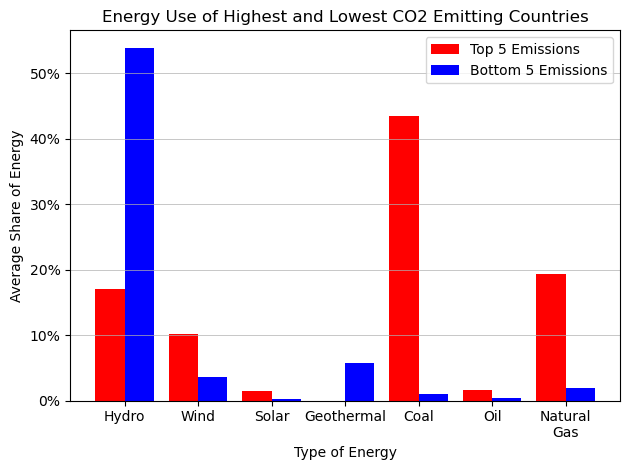 Energy Use of Highest and Lowest CO2 Emitting Countries
Top 5 Emissions
Bottom 5 Emissions
Average Share of Energy
50%
40%
30%
20%
10%
0%
Hydro
Wind
Solar
Geothermal
Coal
Oil
Natural
Gas
Type of Energy